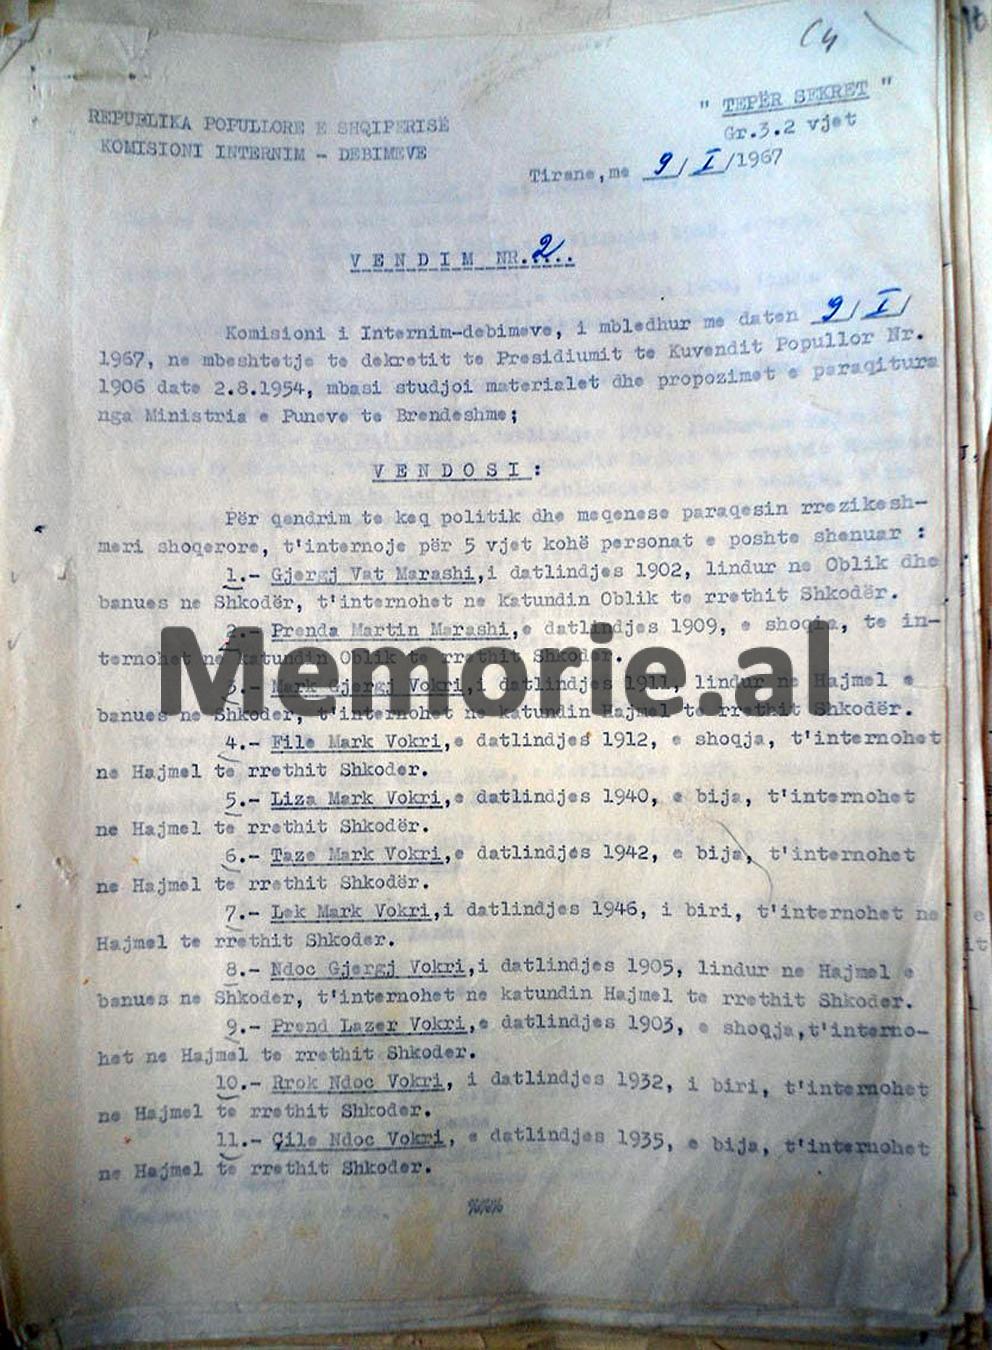 C4
REPUBLIKA POPULLORE E SHQIPERISË
KOMISIONI INTERNIM - DEBIMEVE
" TEPËR SEKRET "
Gr.3.2 vjet
Tirane, me 9/I/1967
VENDIM NR.2...
Komisioni i Internim-debimeve, i mbledhur me daten 9/I/
1967, ne mbeshtetje te dekretit te Presidiumit te Kuvendit Popullor Nr.
1906 date 2.8.1954, mbasi studjoi materialet dhe propozimet e paraqitura
nga Ministria e Puneve te Brendeshme;
VENDOSI :
Për qendrim te keq politik dhe meqenese paraqesin rrezikesh-
meri shoqerore, t'internoje për 5 vjet kohë personat e poshte shenuar :
1.- Gjergj Vat Marashi,i datlindjes 1902, lindur ne Oblik dhe
banues ne Shkodër, t'internohet ne katundin Oblik te rrethit Shkodër.
2.- Prenda Martin Marashi,e datlindjes 1909, e shoqja, te in-
ternohet ne katundin Oblik te rrethit Shkoder.
3.- Mark Gjergj Vokri,i datlindjes 1911, lindur ne Hajmel e
banues ne Shkoder, t'internohet ne katundin Hajmel te rrethit Shkodër.
4.- File Mark Vokri,e datlindjes 1912, e shoqja, t'internohet
ne Hajmel te rrethit Shkoder.
5.- Liza Mark Vokri,e datlindjes 1940, e bija, t'internohet
ne Hajmel te rrethit Shkodër.
6.- Taze Mark Vokri,e datlindjes 1942, e bija, t'internohet
ne Hajmel te rrethit Shkodër.
7.- Lek Mark Vokri,i datlindjes 1946, i biri, t'internohet ne
Hajmel te rrethit Shkoder.
8.- Ndoc Gjergj Vokri,i datlindjes 1905, lindur ne Hajmel e
banues ne Shkoder, t'internohet ne katundin Hajmel te rrethit Shkoder.
9.- Prend Lazer Vokri,e datlindjes 1903, e shoqja,t'interno-
het ne Hajmel te rrethit Shkoder.
10.- Rrok Ndoc Vokri, i datlindjes 1932, i biri, t'internohet
ne Hajmel te rrethit Shkoder.
11.- Çile Ndoc Vokri, e datlindjes 1935, e bija, t'internohet
ne Hajmel te rrethit Shkoder.
%%%
Memorie.al